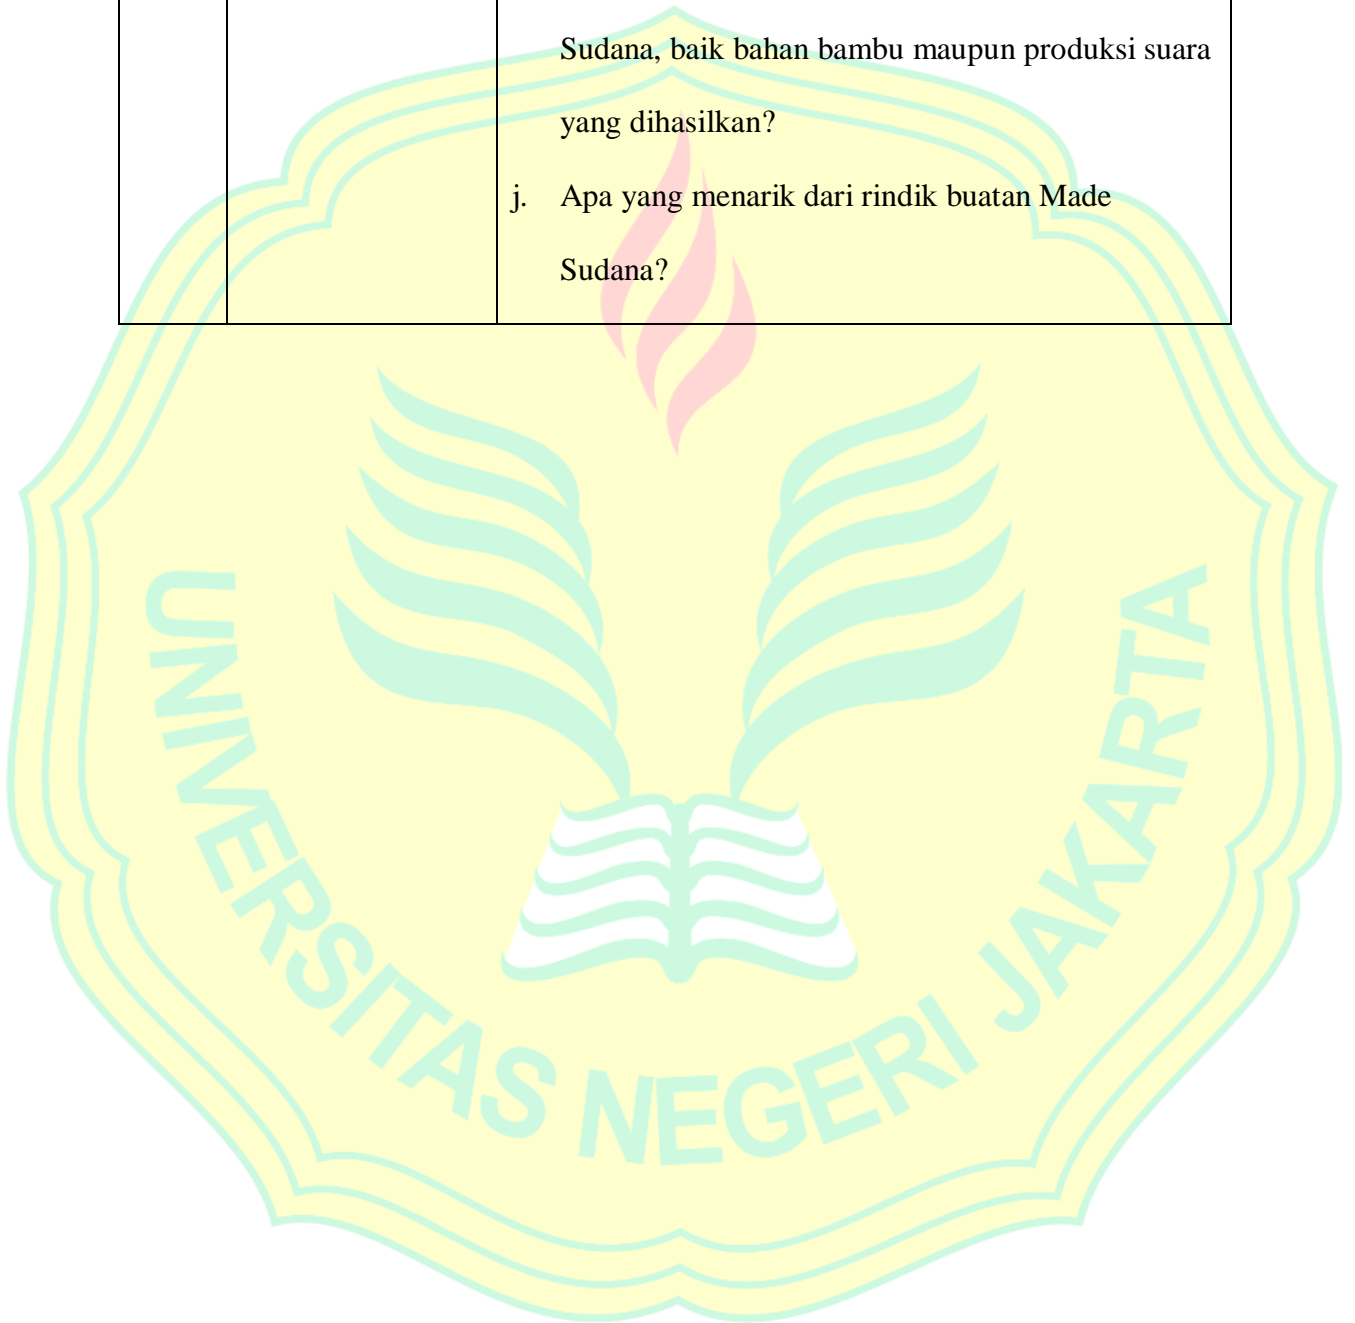 Sudana, baik bahan bambu maupun produksi suara
yang dihasilkan?
j. Apa yang menarik dari rindik buatan Made
Sudana?
UNIVERSITAS NEGERI JAKARTA